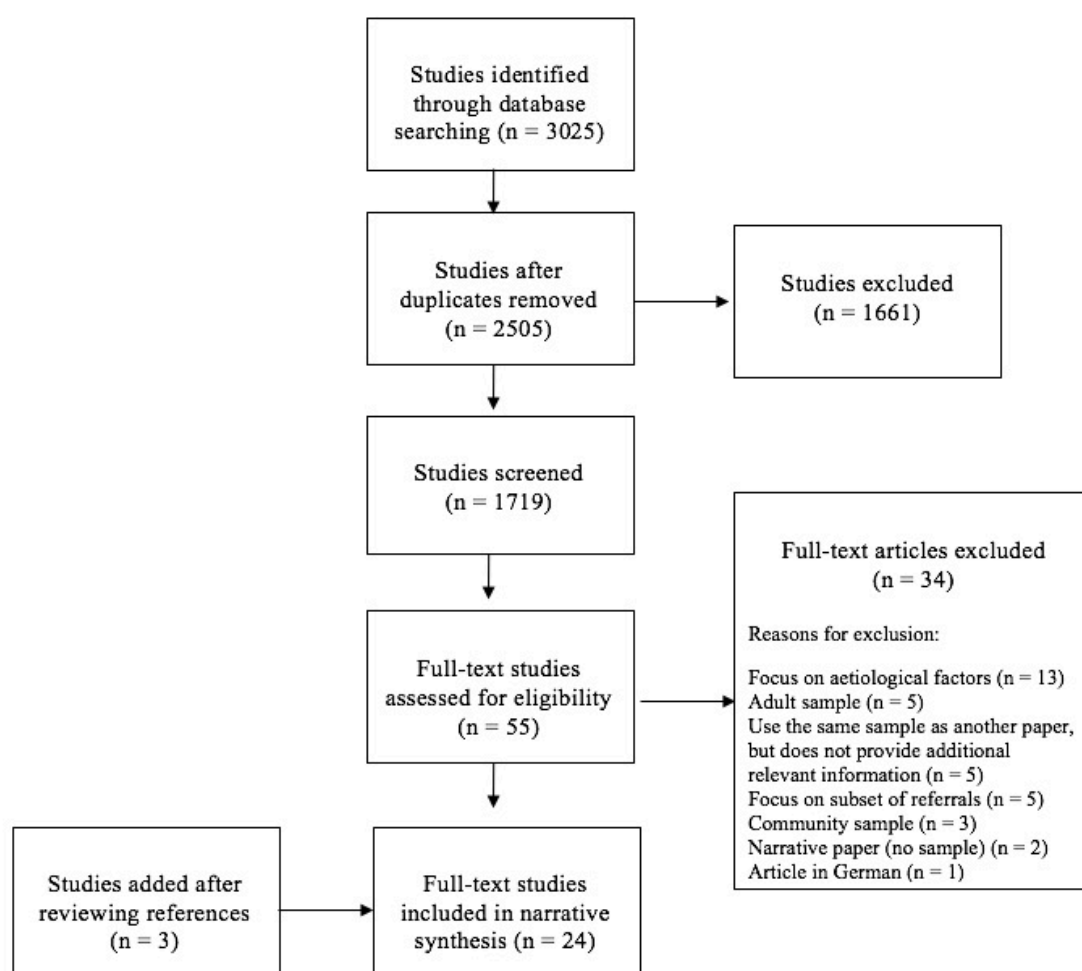 Studies identified
through database
searching (n = 3025)
Studies after
duplicates removed
(n = 2505)
Studies excluded
(n = 1661)
Studies screened
(n = 1719)
Full-text studies
assessed for eligibility
(n = 55)
Full-text articles excluded
(n = 34)
Reasons for exclusion:
Focus on aetiological factors (n = 13)
Adult sample (n = 5)
Use the same sample as another paper,
but does not provide additional
relevant information (n = 5)
Focus on subset of referrals (n = 5)
Community sample (n = 3)
Narrative paper (no sample) (n = 2)
Article in German (n = 1)
Studies added after
reviewing references
(n = 3)
Full-text studies
included in narrative
synthesis (n = 24)